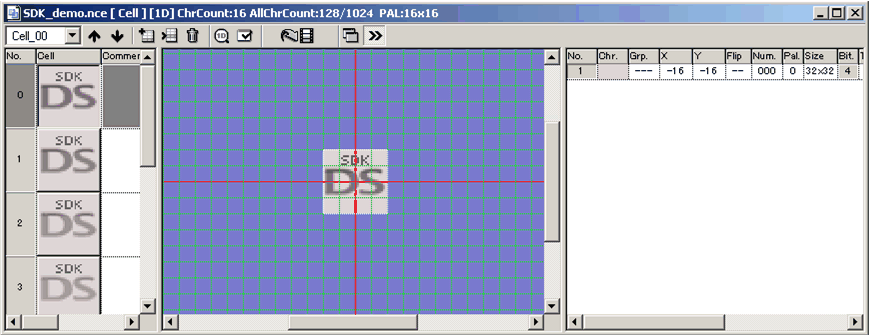 SDK_demo.nce [ Cell ] [1D] ChrCount:16 AllChrCount:128/1024 PAL:16x16
Cell_00
1D
No. Cell Commer
0 SDK DS
1 SDK DS
2 SDK DS
3 SDK DS
SDK
DS
No. Chr. Grp. X Y Flip Num. Pal. Size Bit. T
1 --- -16 -16 -- 000 0 32x32 4